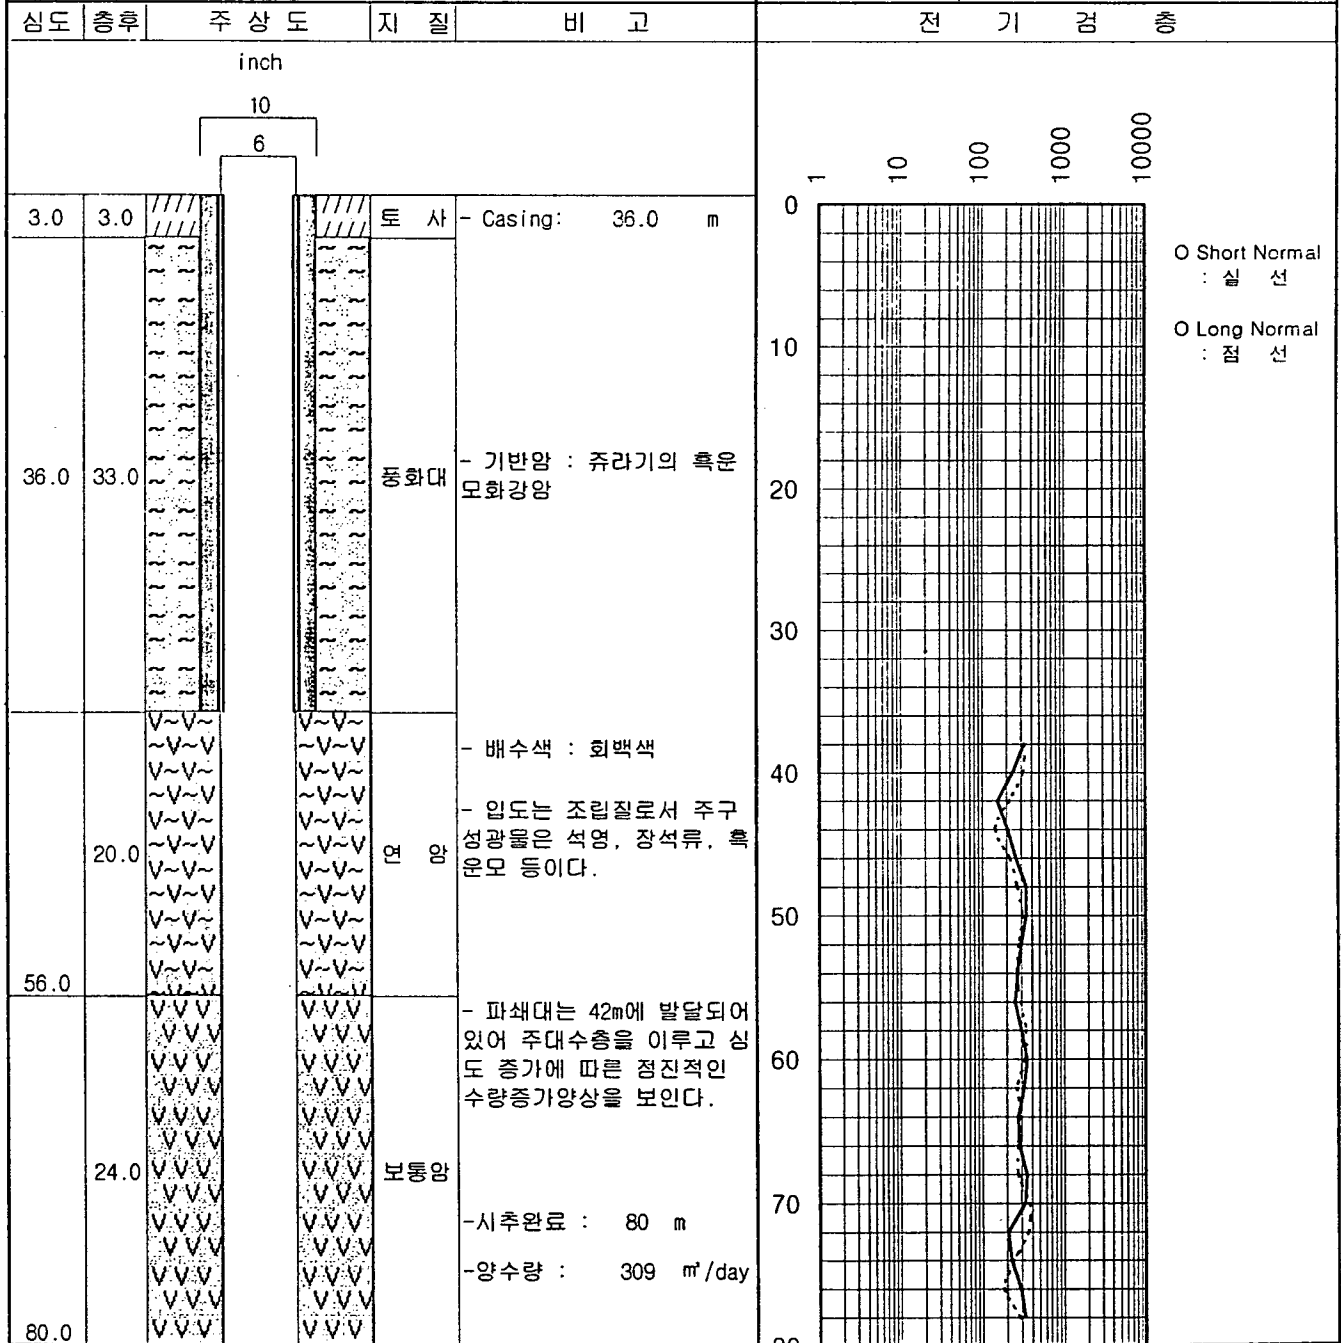 심도 층후 주 상 도 지 질 비 고 전 기 검 층
inch
10
6
1 10 100 1000 10000
3.0 3.0 토 사 - Casing: 36.0 m
0
O Short Normal
: 실 선
O Long Normal
: 점 선
10
36.0 33.0 풍화대 - 기반암 : 쥬라기의 흑운
모화강암
20
30
- 배수색 : 회백색
40
- 입도는 조립질로서 주구
성광물은 석영, 장석류, 흑
운모 등이다.
20.0 연 암
50
56.0
- 파쇄대는 42m에 발달되어
있어 주대수층을 이루고 심
도 증가에 따른 점진적인
수량증가양상을 보인다.
60
24.0 보통암
70
-시추완료 : 80 m
-양수량 : 309 ㎥/day
80.0
80